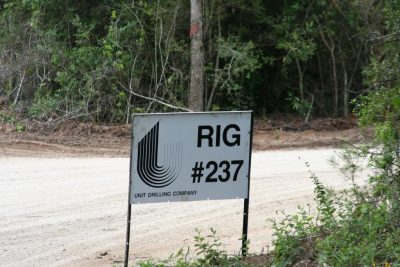 RIG
#237
UNIT DRILLING COMPANY